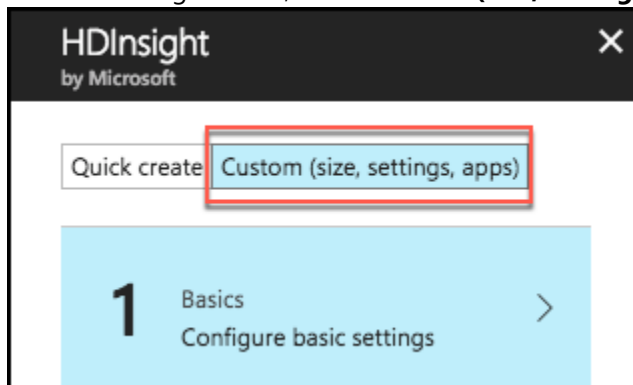 HDInsight
by Microsoft
Quick create Custom (size, settings, apps)
1 Basics
Configure basic settings